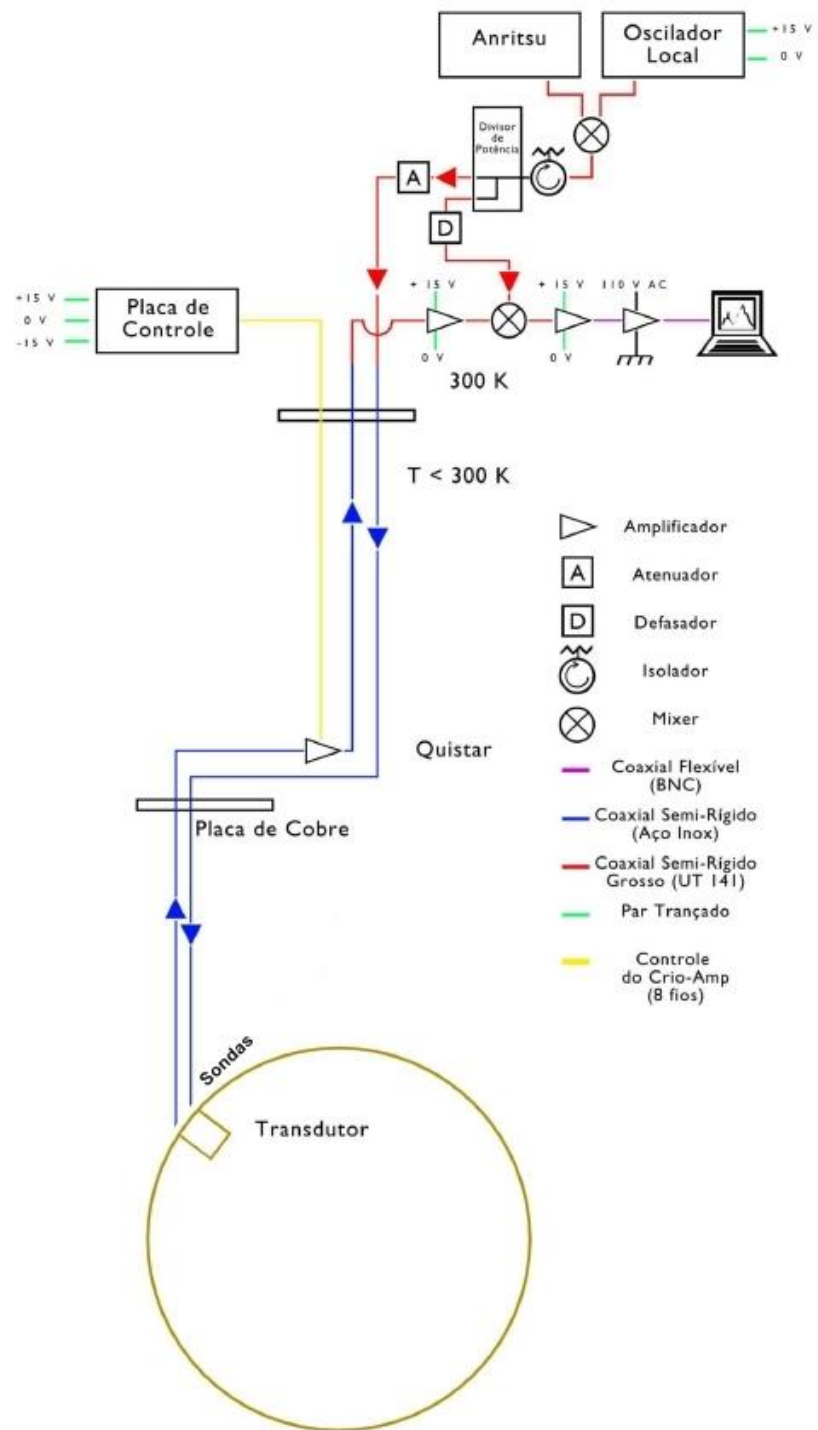 Anritsu
Oscilador
Local
+15 V
0 V
Divisor
de
Potência
A
D
+15 V
0 V
-15 V
Placa de
Controle
+ 15 V
0 V
+ 15 V
0 V
110 V AC
300 K
T < 300 K
Amplificador
A
Atenuador
D
Defasador
Isolador
Mixer
Quistar
Placa de Cobre
Coaxial Flexível
(BNC)
Coaxial Semi-Rígido
(Aço Inox)
Coaxial Semi-Rígido
Grosso (UT 141)
Par Trançado
Controle
do Crio-Amp
(8 fios)
Sondas
Transdutor